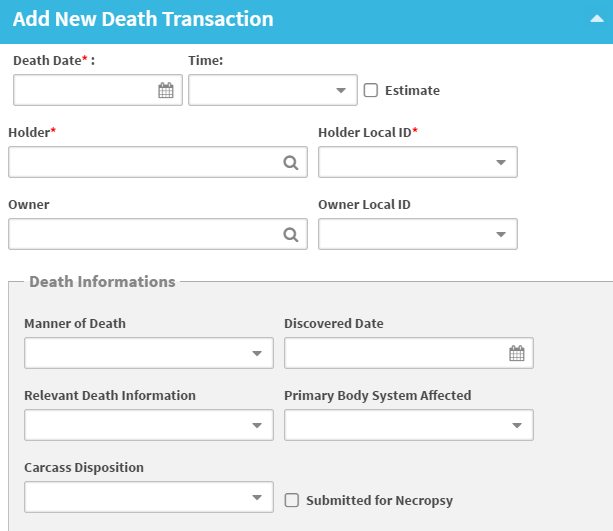 Add New Death Transaction
Death Date* : Time:
Estimate
Holder* Holder Local ID*
Owner Owner Local ID
Death Informations
Manner of Death Discovered Date
Relevant Death Information Primary Body System Affected
Carcass Disposition
Submitted for Necropsy